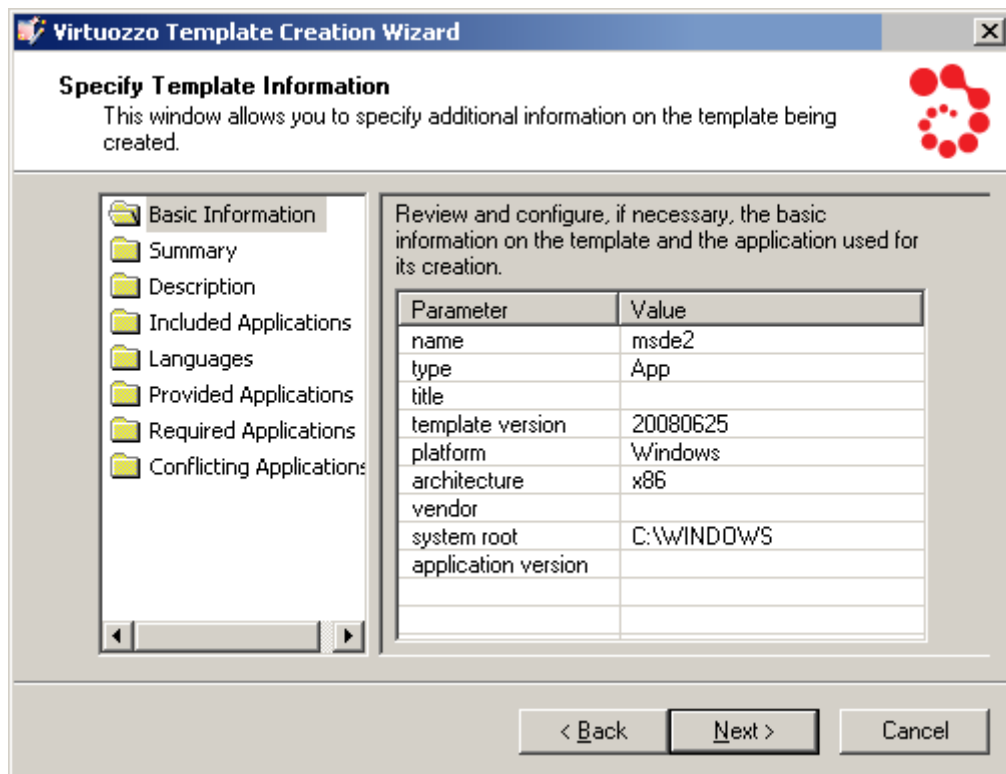 Virtuozzo Template Creation Wizard
Specify Template Information
This window allows you to specify additional information on the template being
created.
Basic Information
Summary
Description
Included Applications
Languages
Provided Applications
Required Applications
Conflicting Applications
Review and configure, if necessary, the basic
information on the template and the application used for
its creation.
Parameter Value
name msde2
type App
title
template version 20080625
platform Windows
architecture x86
vendor
system root C:\WINDOWS
application version
< Back Next > Cancel